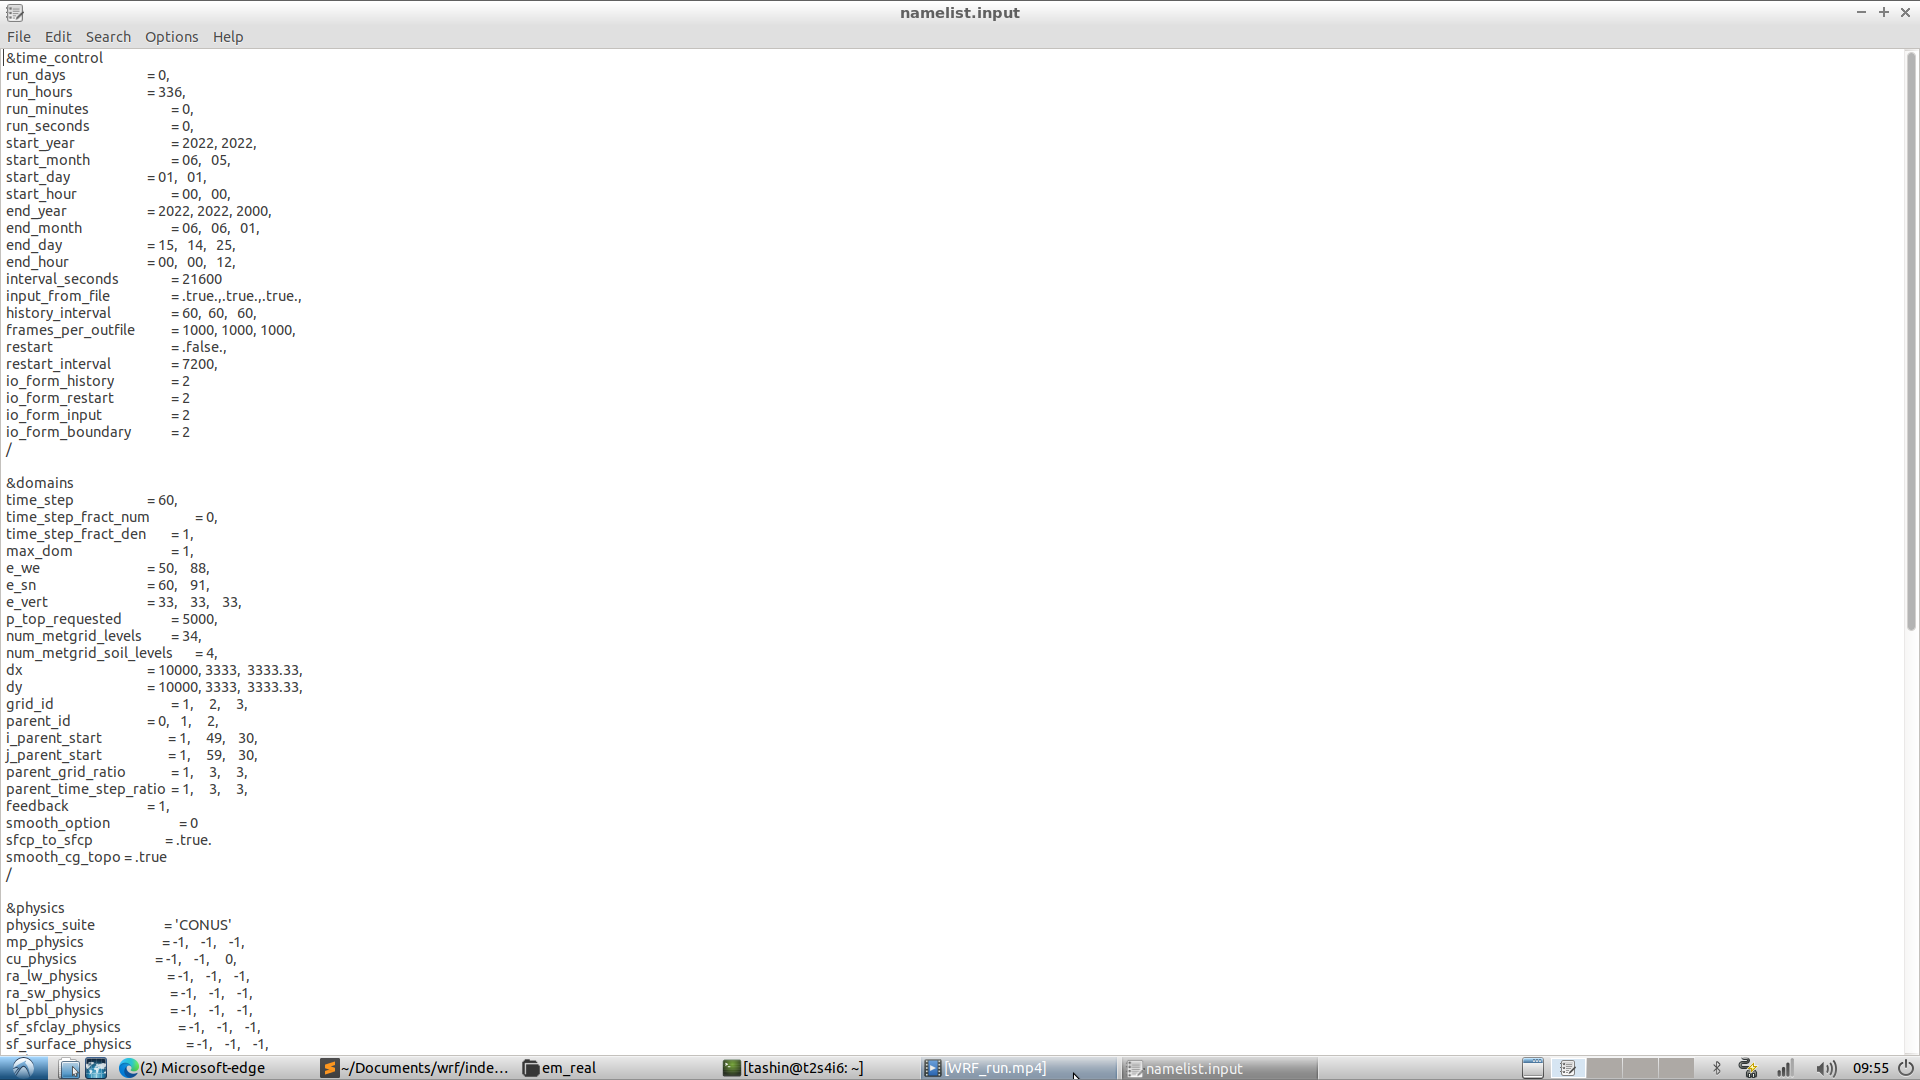 namelist.input
File Edit Search Options Help
&time_control
run_days = 0,
run_hours = 336,
run_minutes = 0,
run_seconds = 0,
start_year = 2022, 2022,
start_month = 06, 05,
start_day = 01, 01,
start_hour = 00, 00,
end_year = 2022, 2022, 2000,
end_month = 06, 06, 01,
end_day = 15, 14, 25,
end_hour = 00, 00, 12,
interval_seconds = 21600
input_from_file = .true.,.true.,.true.,
history_interval = 60, 60, 60,
frames_per_outfile = 1000, 1000, 1000,
restart = .false.,
restart_interval = 7200,
io_form_history = 2
io_form_restart = 2
io_form_input = 2
io_form_boundary = 2
/
&domains
time_step = 60,
time_step_fract_num = 0,
time_step_fract_den = 1,
max_dom = 1,
e_we = 50, 88,
e_sn = 60, 91,
e_vert = 33, 33, 33,
p_top_requested = 5000,
num_metgrid_levels = 34,
num_metgrid_soil_levels = 4,
dx = 10000, 3333, 3333.33,
dy = 10000, 3333, 3333.33,
grid_id = 1, 2, 3,
parent_id = 0, 1, 2,
i_parent_start = 1, 49, 30,
j_parent_start = 1, 59, 30,
parent_grid_ratio = 1, 3, 3,
parent_time_step_ratio = 1, 3, 3,
feedback = 1,
smooth_option = 0
sfcp_to_sfcp = .true.
smooth_cg_topo = .true
/
&physics
physics_suite = 'CONUS'
mp_physics = -1, -1, -1,
cu_physics = -1, -1, 0,
ra_lw_physics = -1, -1, -1,
ra_sw_physics = -1, -1, -1,
bl_pbl_physics = -1, -1, -1,
sf_sfclay_physics = -1, -1, -1,
sf_surface_physics = -1, -1, -1,
(2) Microsoft-edge ~/Documents/wrf/inde... em_real [tashin@t2s4i6: ~] [WRF_run.mp4] namelist.input 09:55